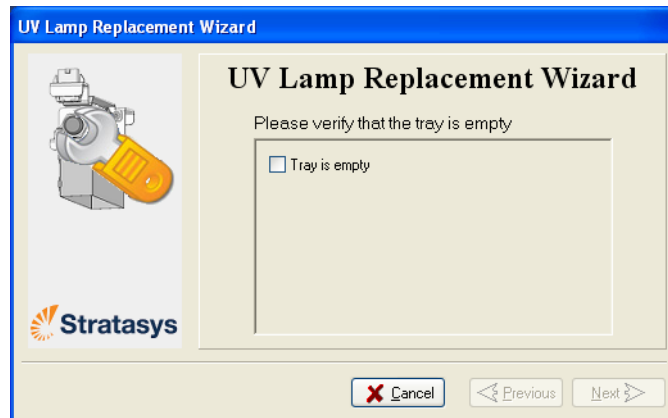 UV Lamp Replacement Wizard
UV Lamp Replacement Wizard
Please verify that the tray is empty
Tray is empty
Stratasys
Cancel
Previous
Next